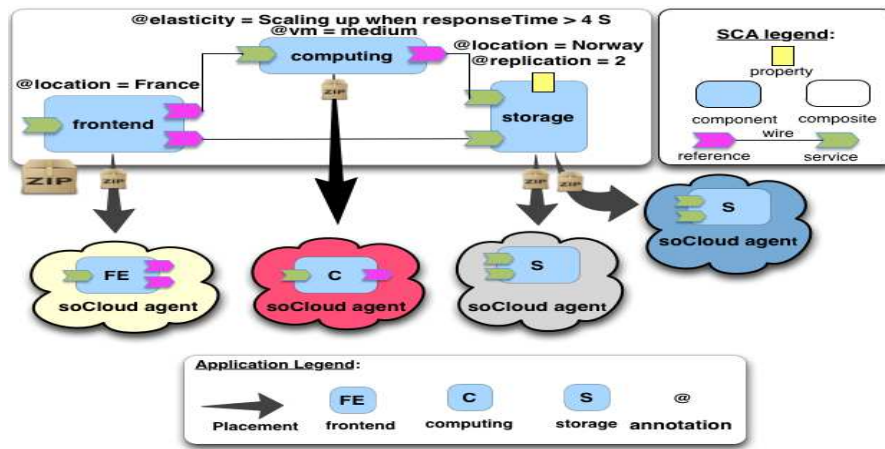 @elasticity = Scaling up when responseTime > 4 S
@vm = medium
computing
@location = Norway
@replication = 2
@location = France
frontend
storage
ZIP
ZIP
ZIP
ZIP
ZIP
SCA legend:
property
component
composite
wire
reference
service
FE
soCloud agent
C
soCloud agent
S
soCloud agent
S
soCloud agent
Application Legend:
FE
C
S
@
Placement
frontend
computing
storage
annotation